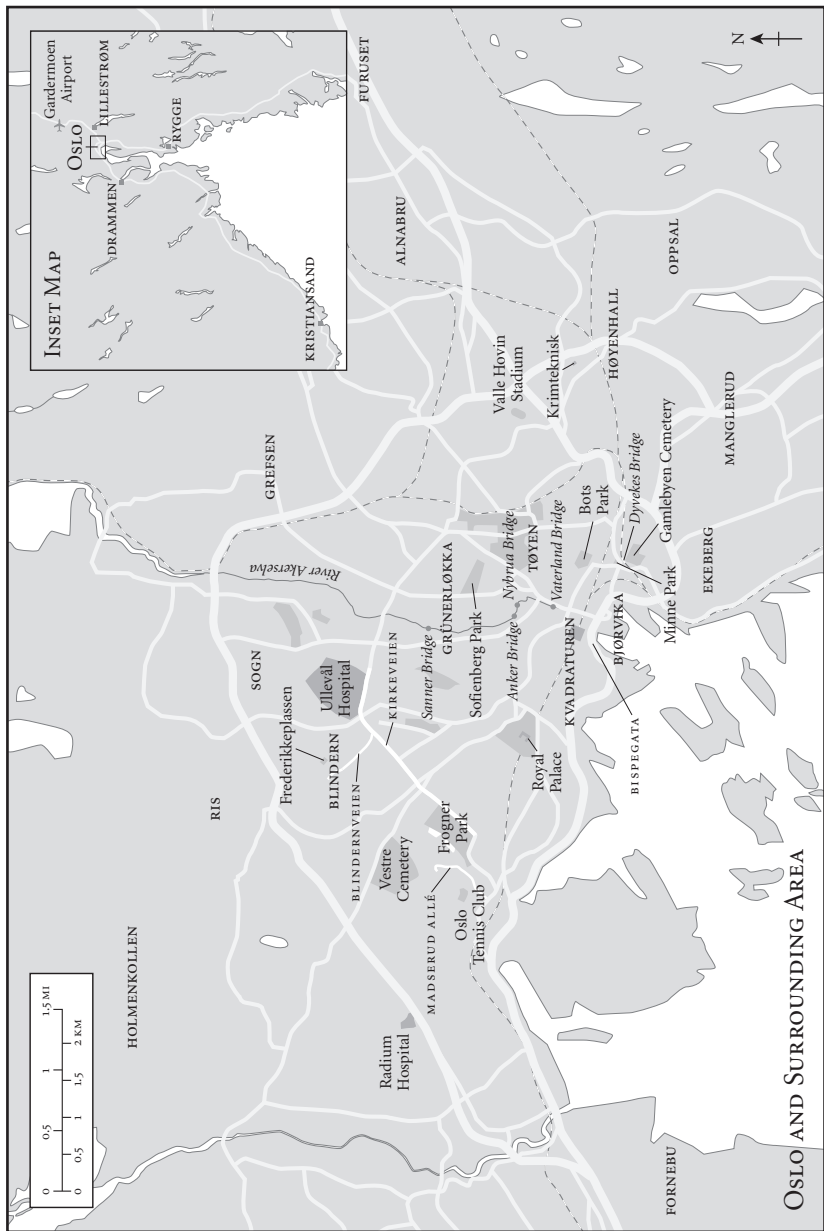 0 0.5 1 1.5 MI
0 0.5 1 1.5 2 KM
INSET MAP
Gardermoen
Airport
OSLO
LILLESTRØM
DRAMMEN
RYGGE
KRISTIANSAND
HOLMENKOLLEN
RIS
SOGN
GREFSEN
FURUSET
Frederikkeplassen
BLINDERN
BLINDERNVEIEN
Ullevål
Hospital
KIRKEVEIEN
River Akerselva
ALNABRU
Radium
Hospital
Vestre
Cemetery
MADSERUD ALLÉ
Frogner
Park
Oslo
Tennis Club
Sanner Bridge
GRÜNERLØKKA
Sofienberg Park
Anker Bridge
Nybrua Bridge
TØYEN
Vaterland Bridge
Valle Hovin
Stadium
Krimteknisk
Royal
Palace
KVADRATUREN
Bots
Park
HØYENHALL
OPPSAL
BISPEGATA
BJØRVIKA
Dyvekes Bridge
Gamlebyen Cemetery
Minne Park
EKEBERG
MANGLERUD
FORNEBU
OSLO AND SURROUNDING AREA
N